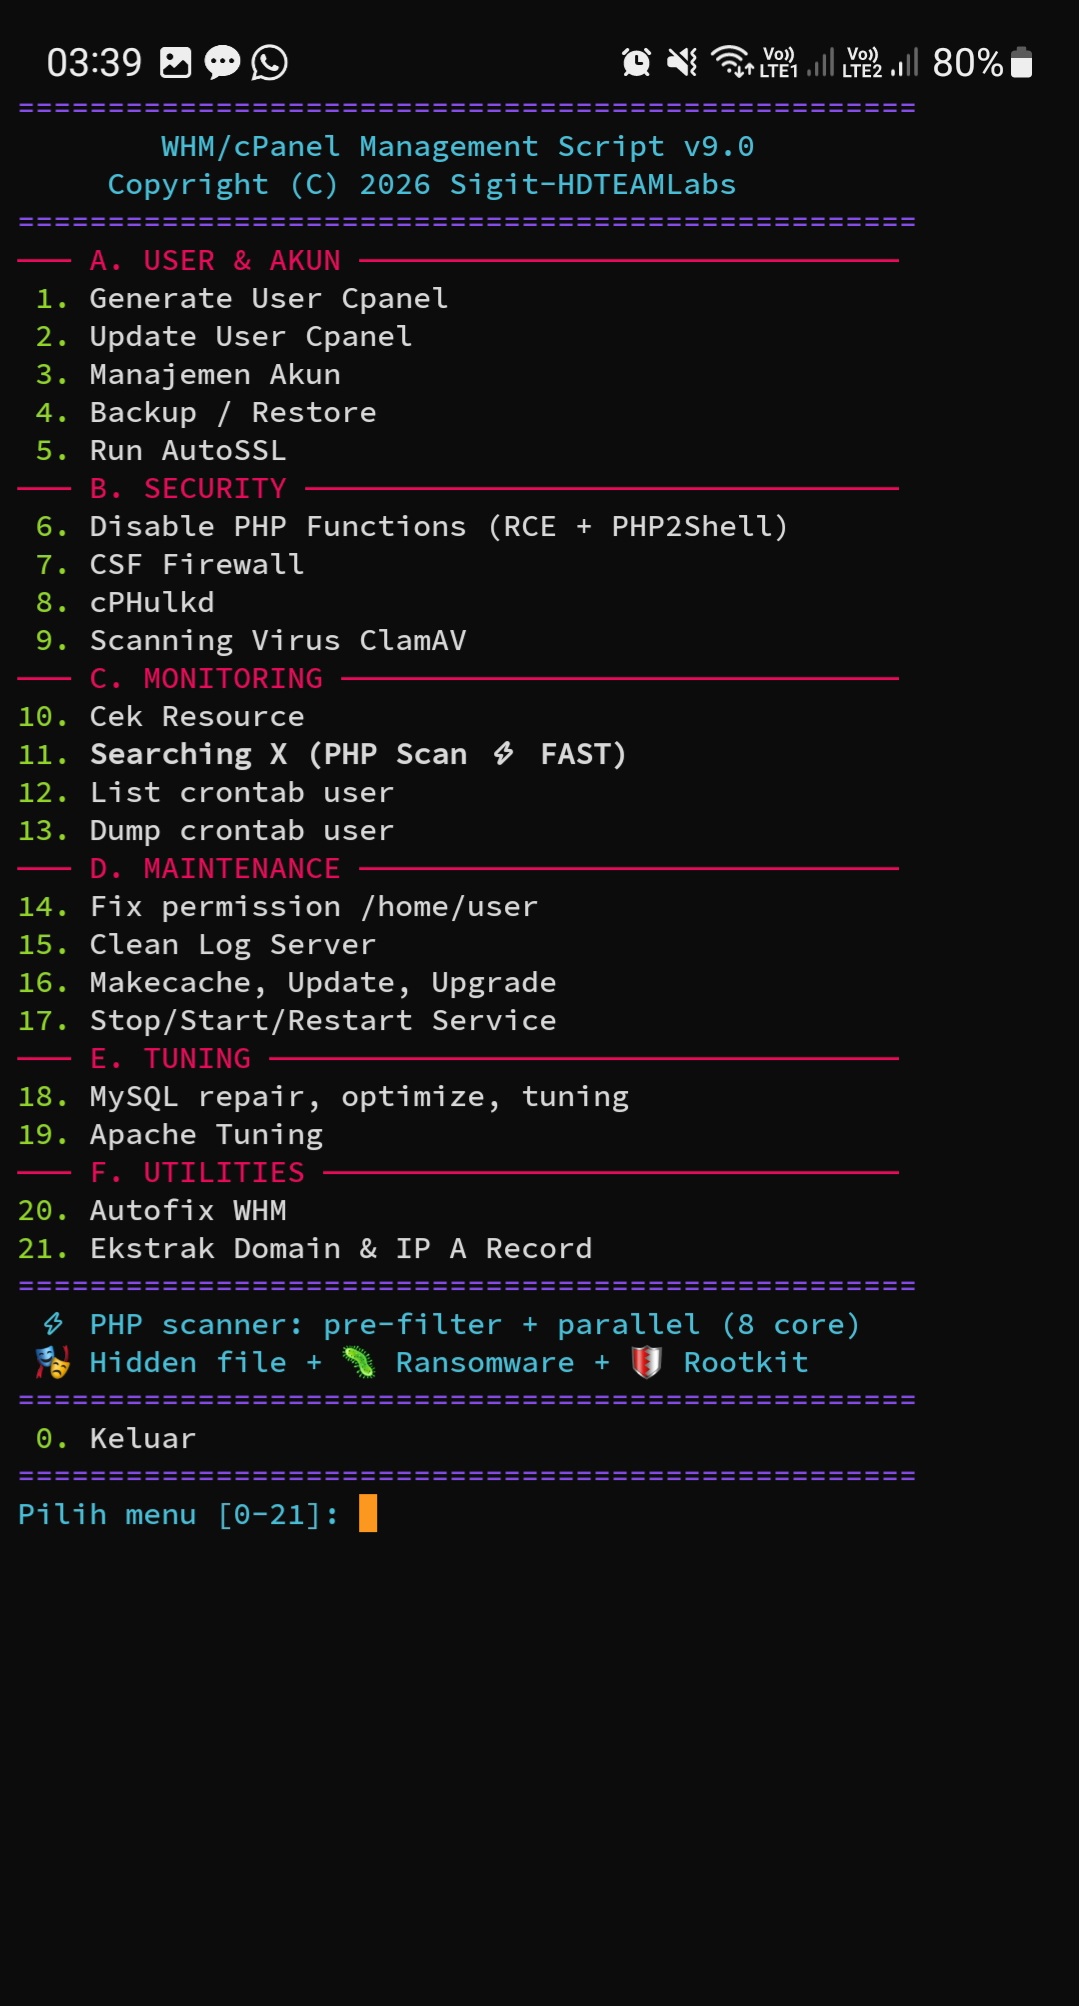 03:39 Vo)) LTE1 Vo)) LTE2 80%
==================================================
WHM/cPanel Management Script v9.0
Copyright (C) 2026 Sigit-HDTEAMLabs
==================================================
─── A. USER & AKUN ──────────────────────────────
1. Generate User Cpanel
2. Update User Cpanel
3. Manajemen Akun
4. Backup / Restore
5. Run AutoSSL
─── B. SECURITY ─────────────────────────────────
6. Disable PHP Functions (RCE + PHP2Shell)
7. CSF Firewall
8. cPHulkd
9. Scanning Virus ClamAV
─── C. MONITORING ───────────────────────────────
10. Cek Resource
11. Searching X (PHP Scan ⚡ FAST)
12. List crontab user
13. Dump crontab user
─── D. MAINTENANCE ──────────────────────────────
14. Fix permission /home/user
15. Clean Log Server
16. Makecache, Update, Upgrade
17. Stop/Start/Restart Service
─── E. TUNING ───────────────────────────────────
18. MySQL repair, optimize, tuning
19. Apache Tuning
─── F. UTILITIES ────────────────────────────────
20. Autofix WHM
21. Ekstrak Domain & IP A Record
==================================================
⚡ PHP scanner: pre-filter + parallel (8 core)
🎭 Hidden file + 🦠 Ransomware + 🛡️ Rootkit
==================================================
0. Keluar
==================================================
Pilih menu [0-21]: